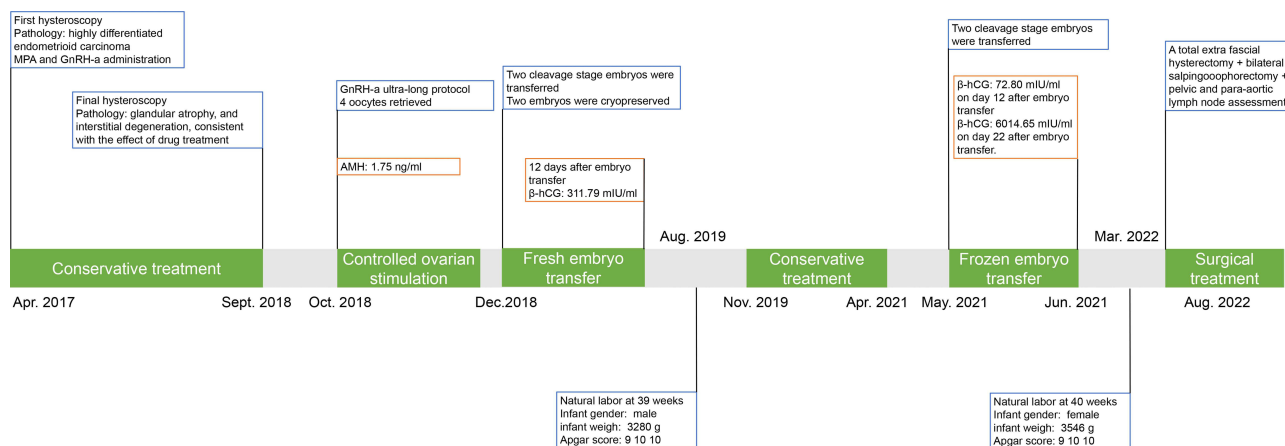 First hysteroscopy
Pathology: highly differentiated
endometrioid carcinoma
MPA and GnRH-a administration
Final hysteroscopy
Pathology: glandular atrophy, and
interstitial degeneration, consistent
with the effect of drug treatment
GnRH-a ultra-long protocol
4 oocytes retrieved
AMH: 1.75 ng/ml
Two cleavage stage embryos were
transferred
Two embryos were cryopreserved
12 days after embryo
transfer
β-hCG: 311.79 mIU/ml
Two cleavage stage embryos
were transferred
β-hCG: 72.80 mIU/ml
on day 12 after embryo
transfer
β-hCG: 6014.65 mIU/ml
on day 22 after embryo
transfer.
A total extra fascial
hysterectomy + bilateral
salpingooophorectomy +
pelvic and para-aortic
lymph node assessment
Aug. 2019
Mar. 2022
Conservative treatment
Controlled ovarian
stimulation
Fresh embryo
transfer
Conservative
treatment
Frozen embryo
transfer
Surgical
treatment
Apr. 2017
Sept. 2018
Oct. 2018
Dec.2018
Nov. 2019
Apr. 2021
May. 2021
Jun. 2021
Aug. 2022
Natural labor at 39 weeks
Infant gender: male
infant weigh: 3280 g
Apgar score: 9 10 10
Natural labor at 40 weeks
Infant gender: female
infant weigh: 3546 g
Apgar score: 9 10 10